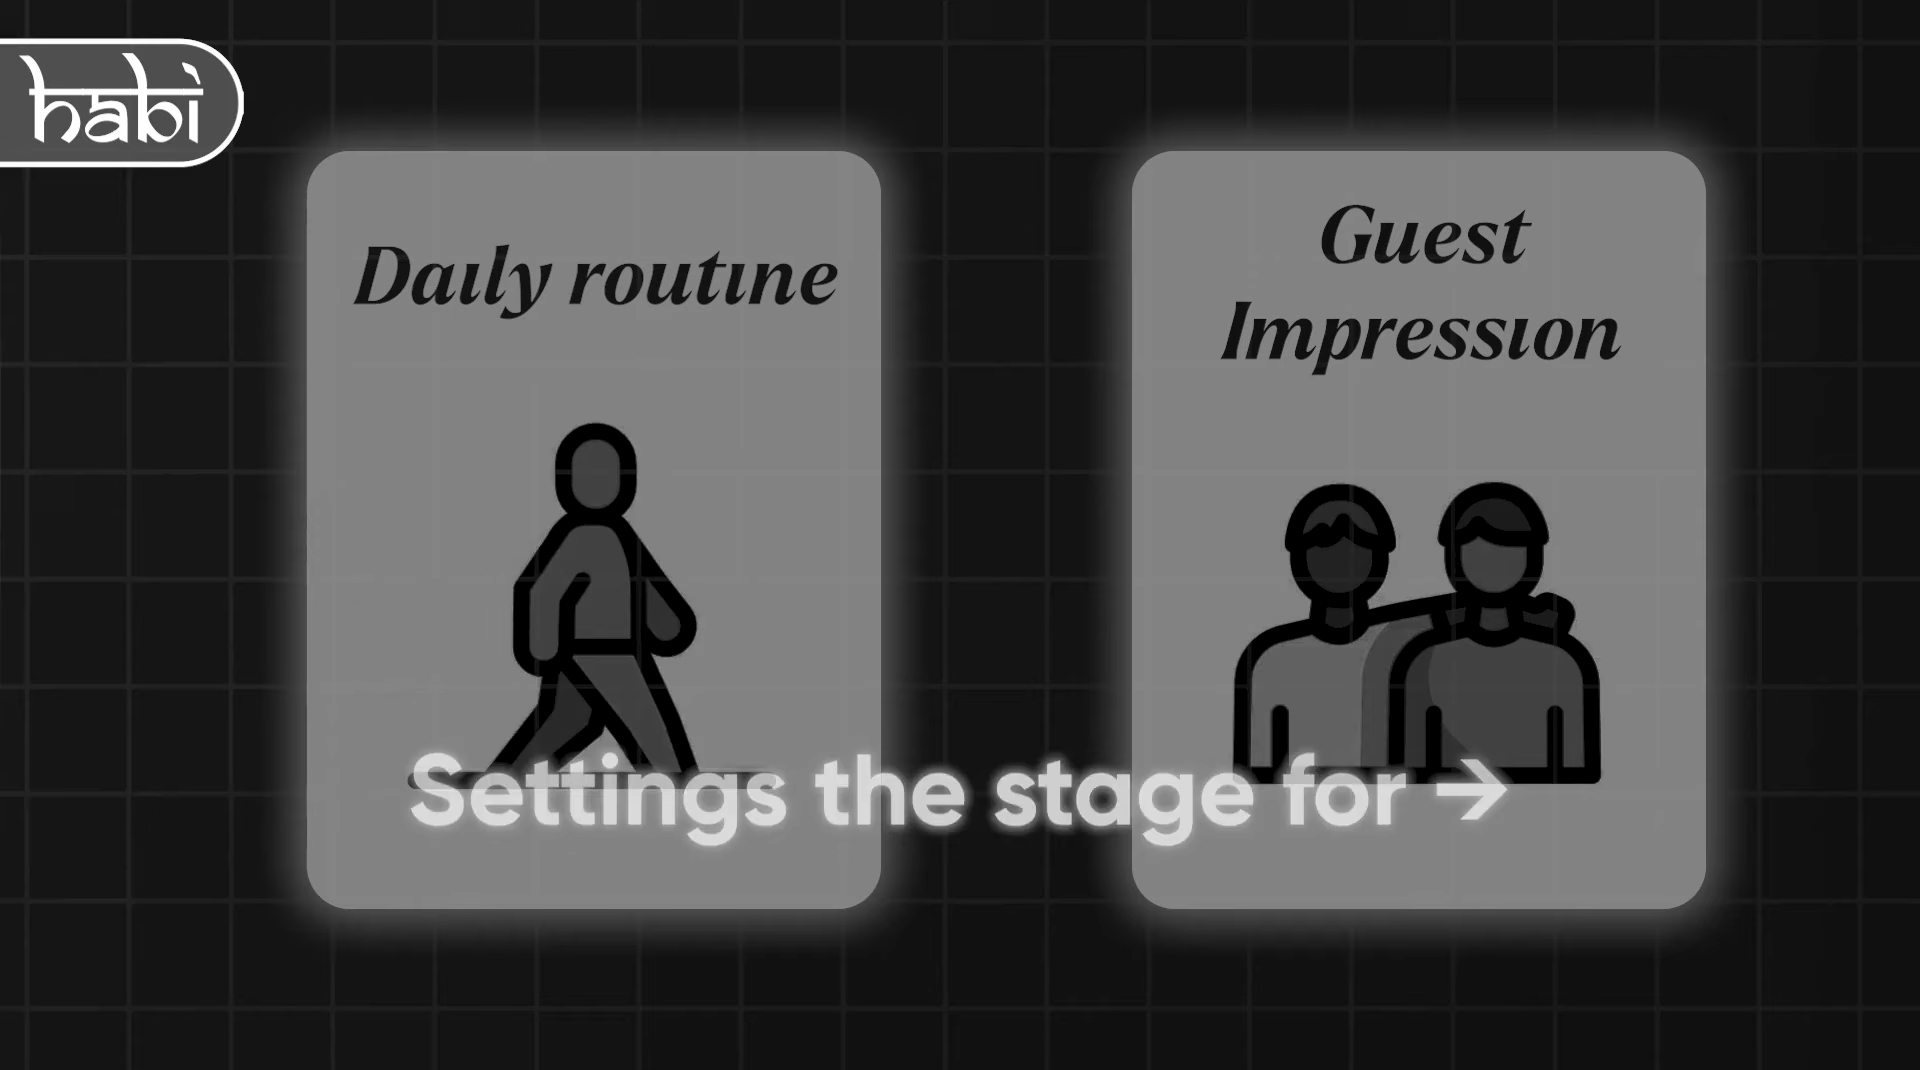 habi
Daily routine
Guest
Impression
Settings the stage for →